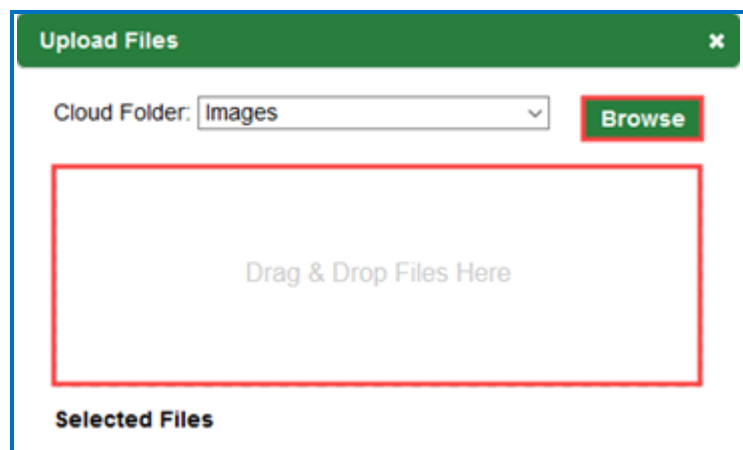 Upload Files
Cloud Folder: Images
Browse
Drag & Drop Files Here
Selected Files